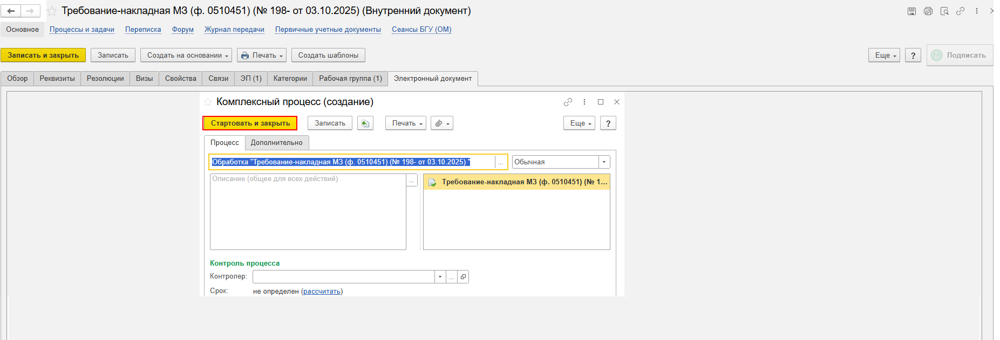 Требование-накладная МЗ (ф. 0510451) (№ 198- от 03.10.2025) (Внутренний документ)
Основное Процессы и задачи Переписка Форум Журнал передачи Первичные учетные документы Сеансы БГУ (ОМ)
Записать и закрыть Записать Создать на основании Печать Создать шаблоны Еще ? Подписать
Обзор Реквизиты Резолюции Визы Свойства Связи ЭП (1) Категории Рабочая группа (1) Электронный документ
Комплексный процесс (создание)
Стартовать и закрыть Записать Печать Еще ?
Процесс Дополнительно
Обработка "Требование-накладная МЗ (ф. 0510451) (№ 198- от 03.10.2025) " ... Обычная
Описание (общее для всех действий) ... Требование-накладная МЗ (ф. 0510451) (№ 1...
Контроль процесса
Контролер: ...
Срок: не определен (рассчитать)